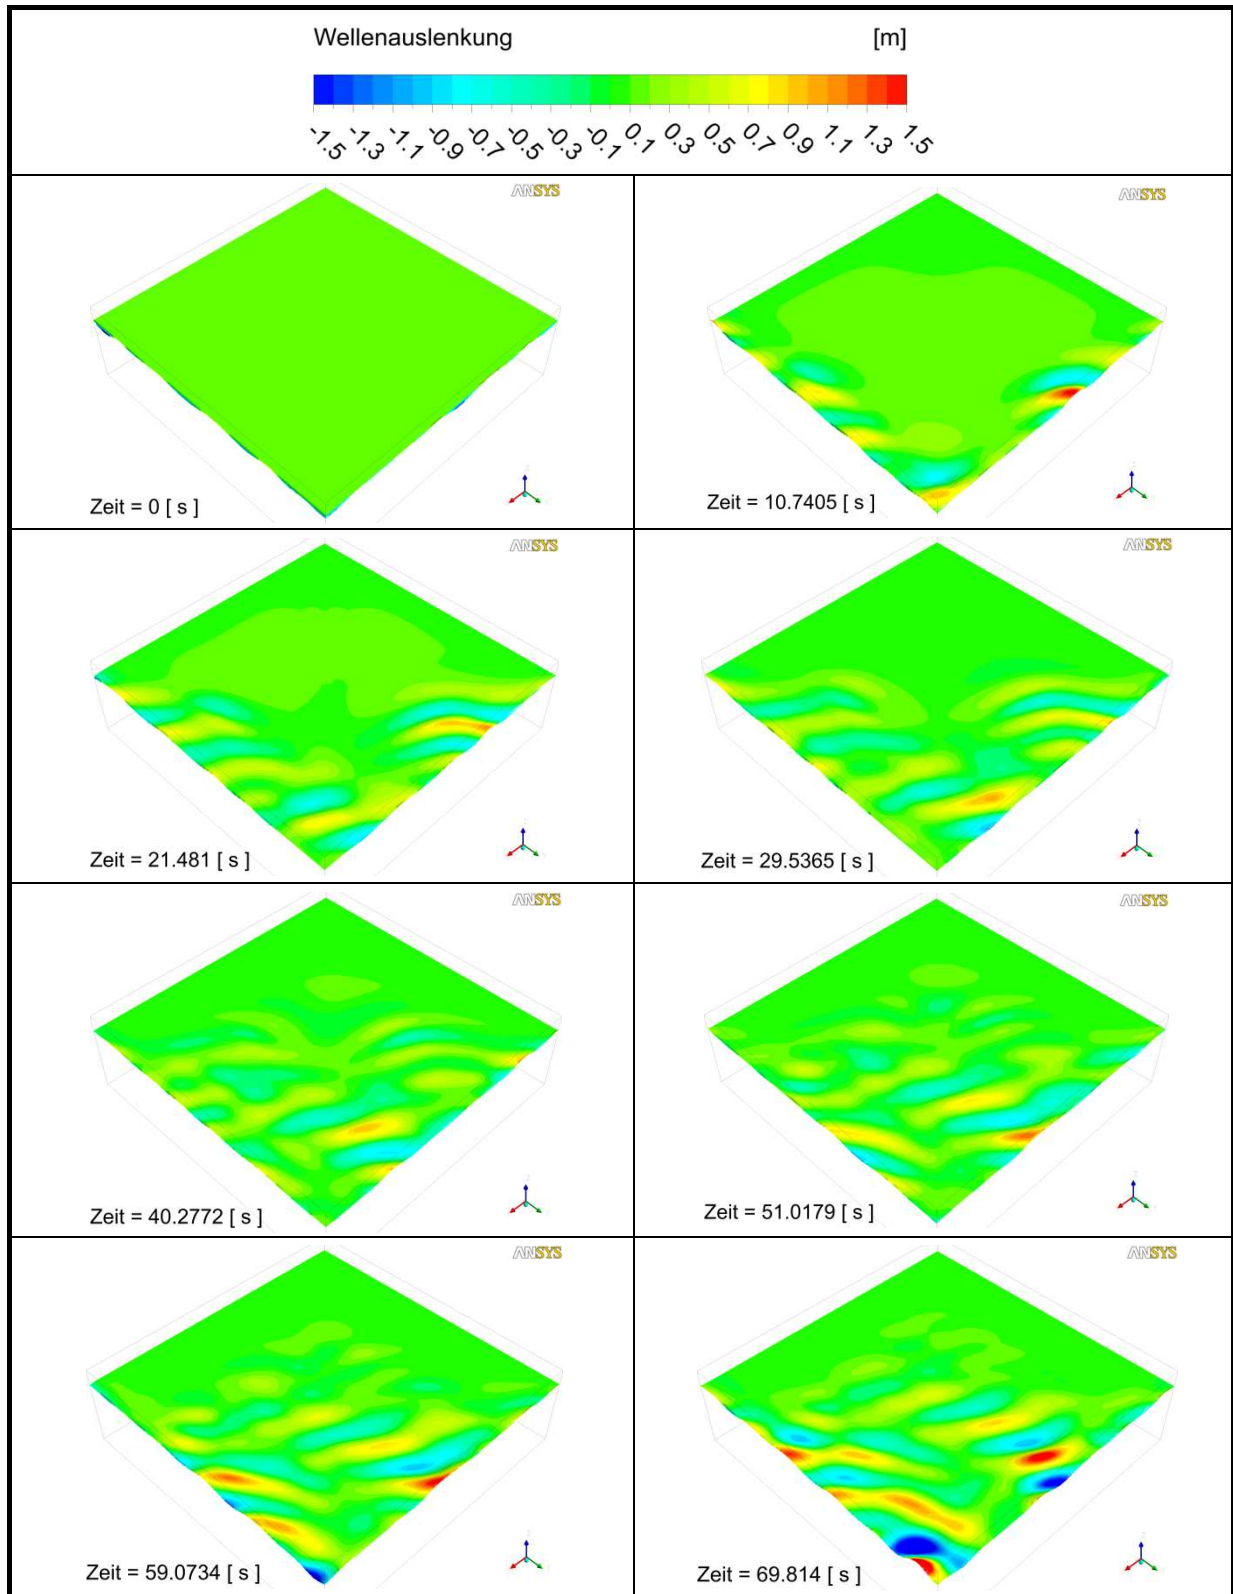 Wellenauslenkung [m]
-1.5 -1.3 -1.1 -0.9 -0.7 -0.5 -0.3 -0.1 0.1 0.3 0.5 0.7 0.9 1.1 1.3 1.5
ANSYS
Zeit = 0 [ s ]
ANSYS
Zeit = 10.7405 [ s ]
ANSYS
Zeit = 21.481 [ s ]
ANSYS
Zeit = 29.5365 [ s ]
ANSYS
Zeit = 40.2772 [ s ]
ANSYS
Zeit = 51.0179 [ s ]
ANSYS
Zeit = 59.0734 [ s ]
ANSYS
Zeit = 69.814 [ s ]